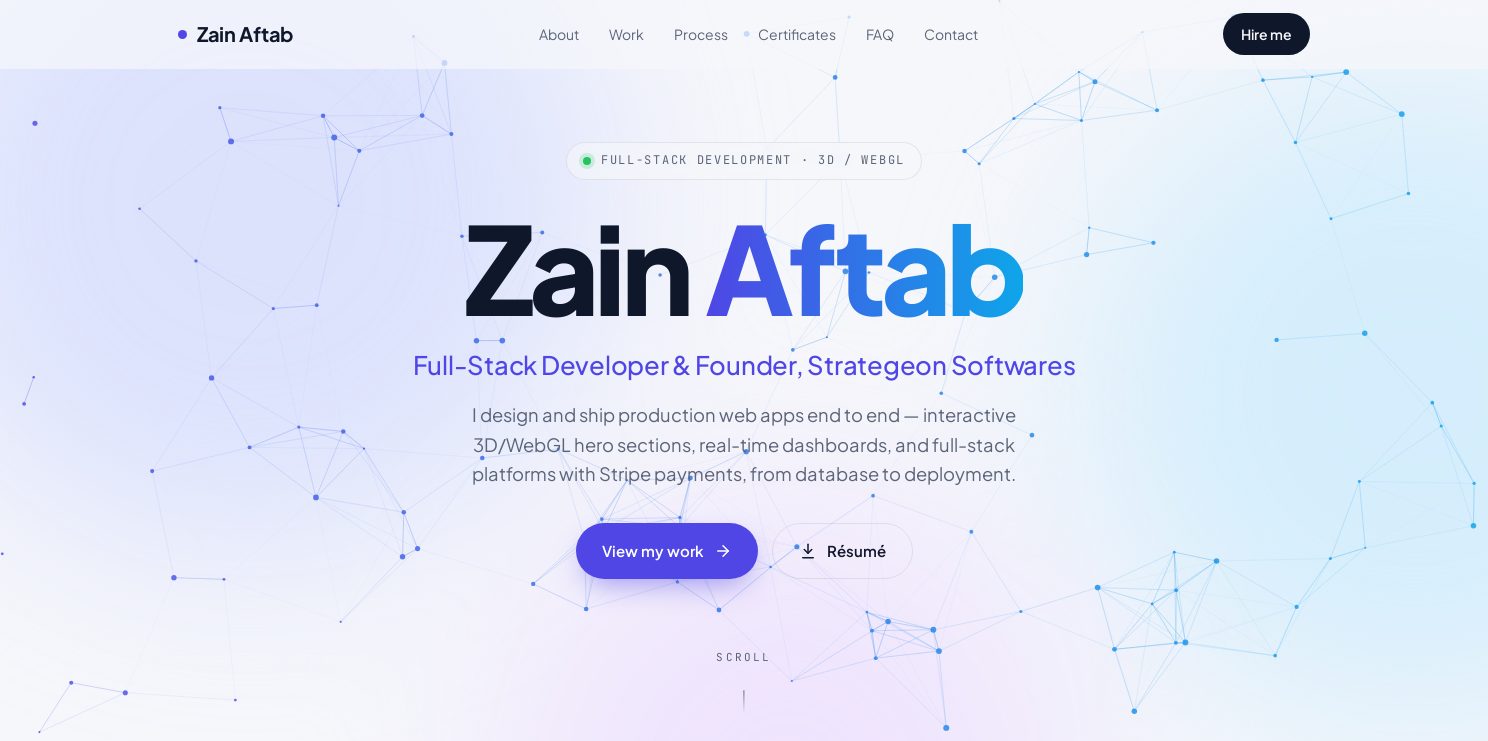 Zain Aftab
About Work Process Certificates FAQ Contact
Hire me
FULL-STACK DEVELOPMENT · 3D / WEBGL
Zain Aftab
Full-Stack Developer & Founder, Strategeon Softwares
I design and ship production web apps end to end — interactive
3D/WebGL hero sections, real-time dashboards, and full-stack
platforms with Stripe payments, from database to deployment.
View my work →
Résumé
SCROLL